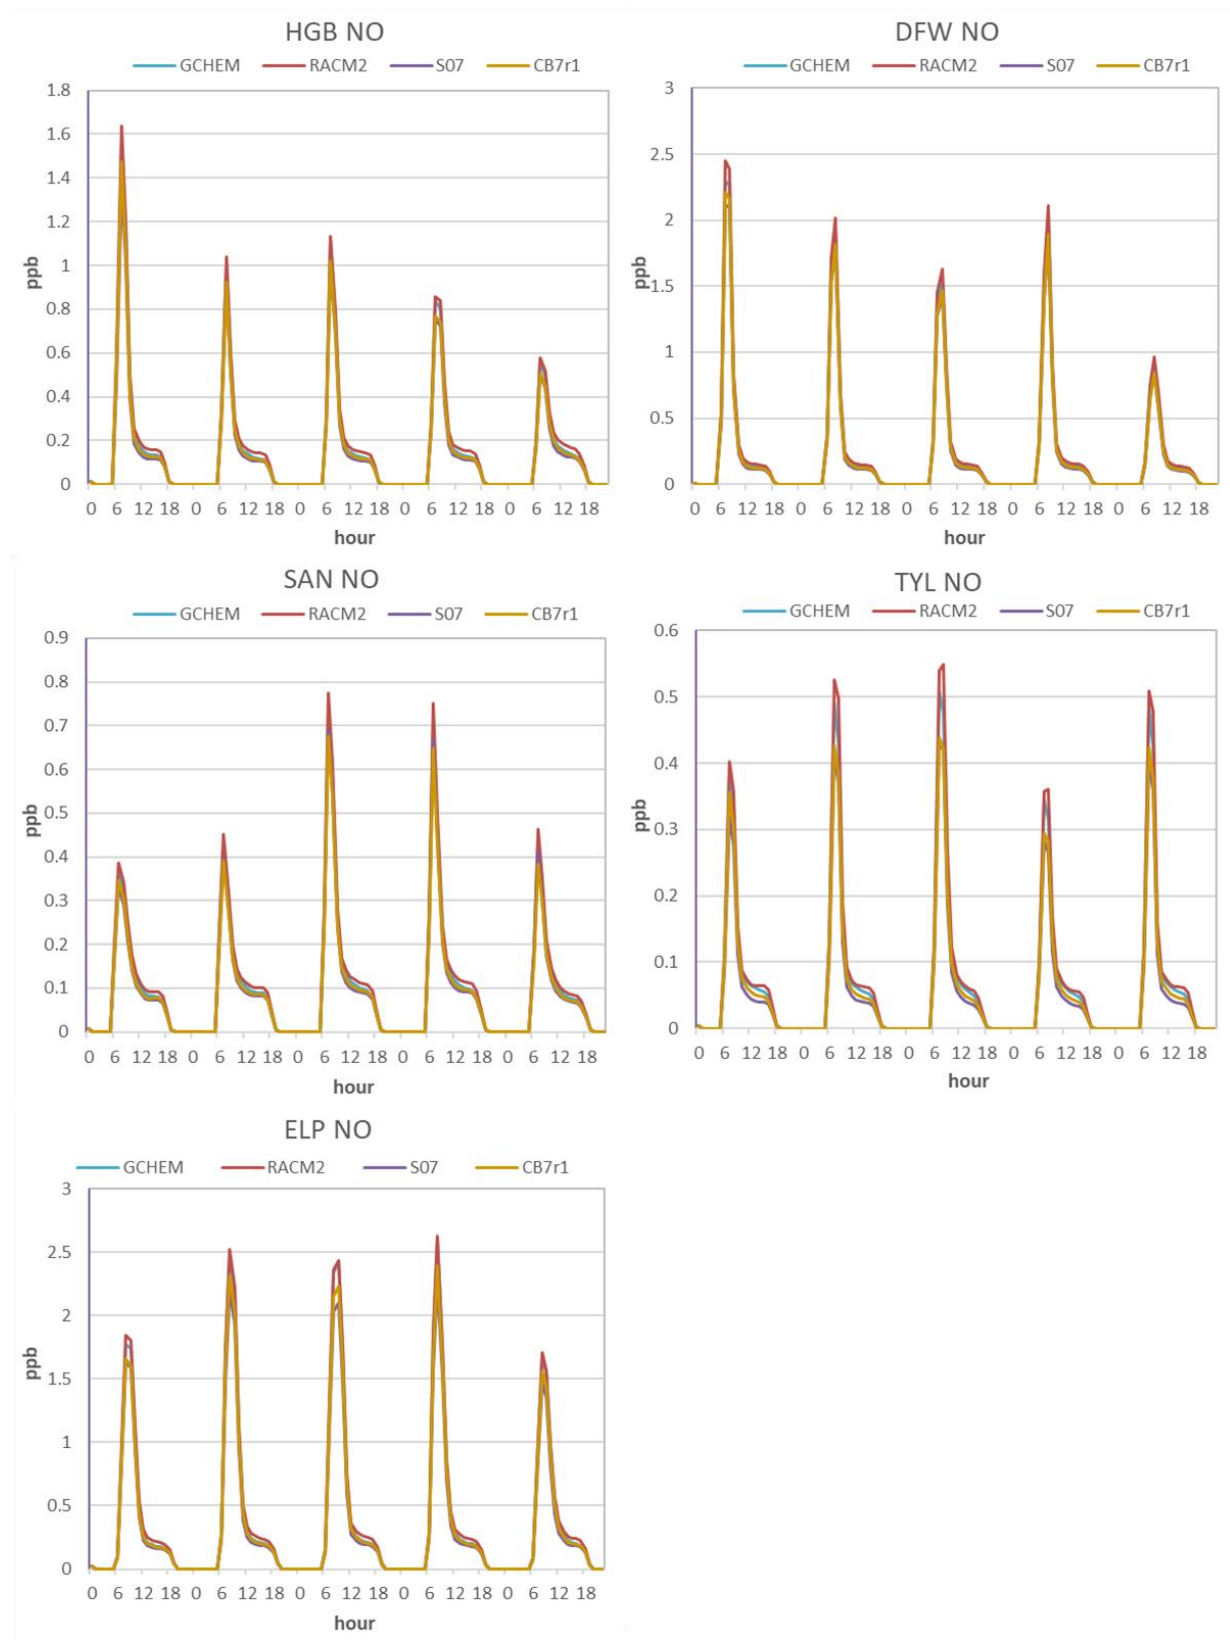 HGB NO
GCHEM RACM2 S07 CB7r1
1.8
1.6
1.4
1.2
1
0.8
0.6
0.4
0.2
0
ppb
0 6 12 18 0 6 12 18 0 6 12 18 0 6 12 18 0 6 12 18
hour
DFW NO
GCHEM RACM2 S07 CB7r1
3
2.5
2
1.5
1
0.5
0
ppb
0 6 12 18 0 6 12 18 0 6 12 18 0 6 12 18 0 6 12 18
hour
SAN NO
GCHEM RACM2 S07 CB7r1
0.9
0.8
0.7
0.6
0.5
0.4
0.3
0.2
0.1
0
ppb
0 6 12 18 0 6 12 18 0 6 12 18 0 6 12 18 0 6 12 18
hour
TYL NO
GCHEM RACM2 S07 CB7r1
0.6
0.5
0.4
0.3
0.2
0.1
0
ppb
0 6 12 18 0 6 12 18 0 6 12 18 0 6 12 18 0 6 12 18
hour
ELP NO
GCHEM RACM2 S07 CB7r1
3
2.5
2
1.5
1
0.5
0
ppb
0 6 12 18 0 6 12 18 0 6 12 18 0 6 12 18 0 6 12 18
hour